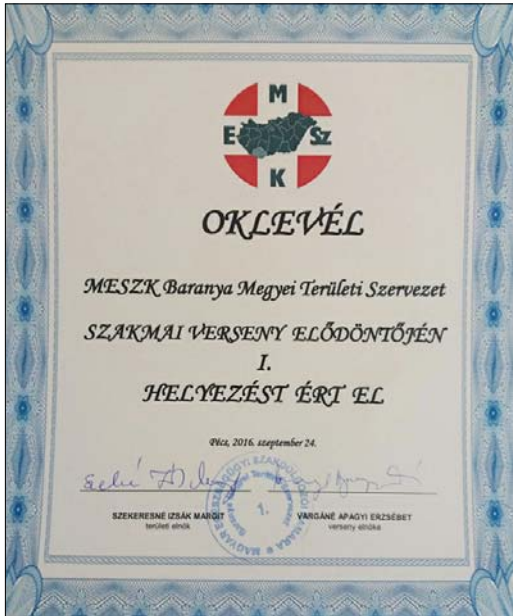 M
E SZ
K
OKLEVÉL
MESZK Baranya Megyei Területi Szervezet
SZAKMAI VERSENY ELŐDÖNTŐJÉN
I.
HELYEZÉST ÉRT EL
Pécs, 2016. szeptember 24.
SZEKERESNÉ IZSÁK MARGIT VARGÁNÉ APAGYI ERZSÉBET
területi elnök verseny elnöke
1.